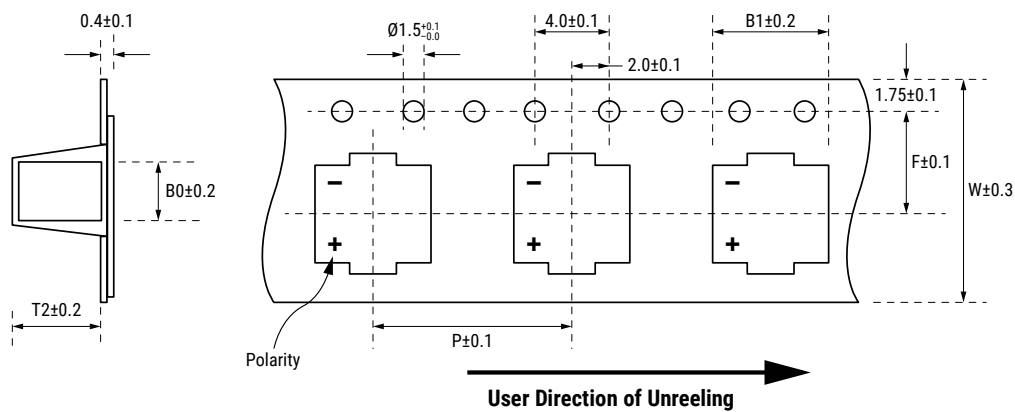 0.4±0.1
Ø1.5+0.1−0.0
4.0±0.1
B1±0.2
2.0±0.1
1.75±0.1
F±0.1
W±0.3
B0±0.2
− − −
+ + +
T2±0.2
P±0.1
Polarity
User Direction of Unreeling